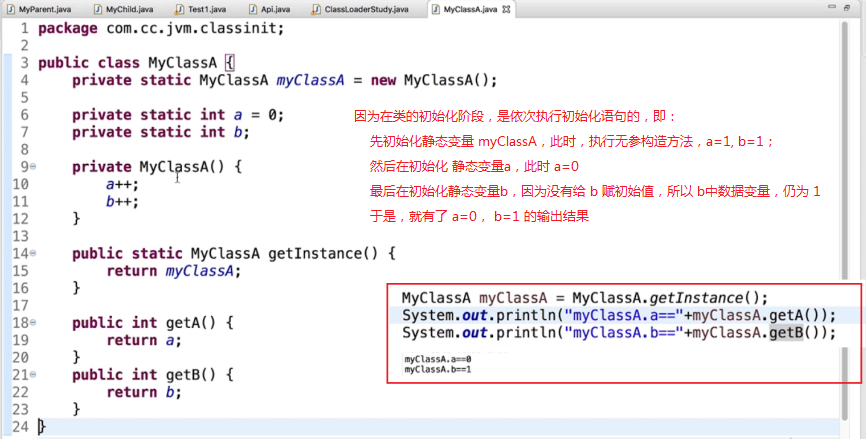 MyParent.java MyChild.java Test1.java Api.java ClassLoaderStudy.java MyClassA.java
1 package com.cc.jvm.classinit;
2
3 public class MyClassA {
4 private static MyClassA myClassA = new MyClassA();
5
6 private static int a = 0;
7 private static int b;
8
9 private MyClassA() {
10 a++;
11 b++;
12 }
13
14 public static MyClassA getInstance() {
15 return myClassA;
16 }
17
18 public int getA() {
19 return a;
20 }
21 public int getB() {
22 return b;
23 }
24 }
因为在类的初始化阶段，是依次执行初始化语句的，即：
先初始化静态变量 myClassA，此时，执行无参构造方法，a=1, b=1；
然后在初始化 静态变量a，此时 a=0
最后在初始化静态变量b，因为没有给 b 赋初始值，所以 b中数据变量，仍为 1
于是，就有了 a=0， b=1 的输出结果
MyClassA myClassA = MyClassA.getInstance();
System.out.println("myClassA.a=="+myClassA.getA());
System.out.println("myClassA.b=="+myClassA.getB());
myClassA.a==0
myClassA.b==1